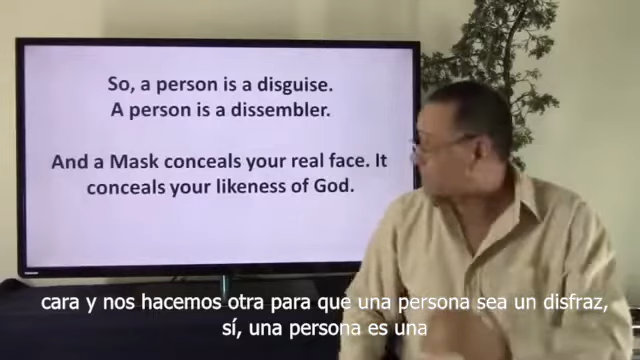 So, a person is a disguise.
A person is a dissembler.
And a Mask conceals your real face. It
conceals your likeness of God.
cara y nos hacemos otra para que una persona sea un disfraz,
sí, una persona es una